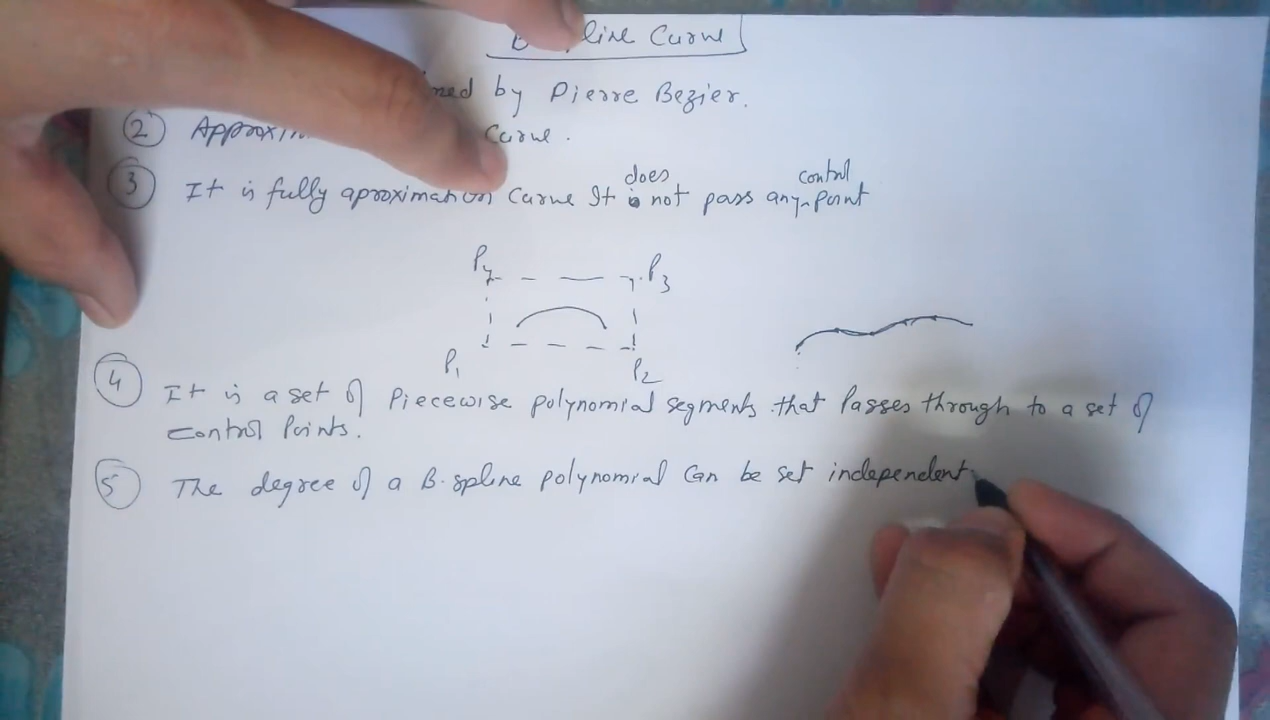 line Curve
ned by Pierre Bezier.
② Approxi Curve.
does control
③ It is fully aproximation Curve It not pass any point
P4 P3
P1 P2
④ It is a set of Piecewise polynomial segments that Passes through to a set of
control Points.
⑤ The degree of a B-spline polynomial Can be set independent